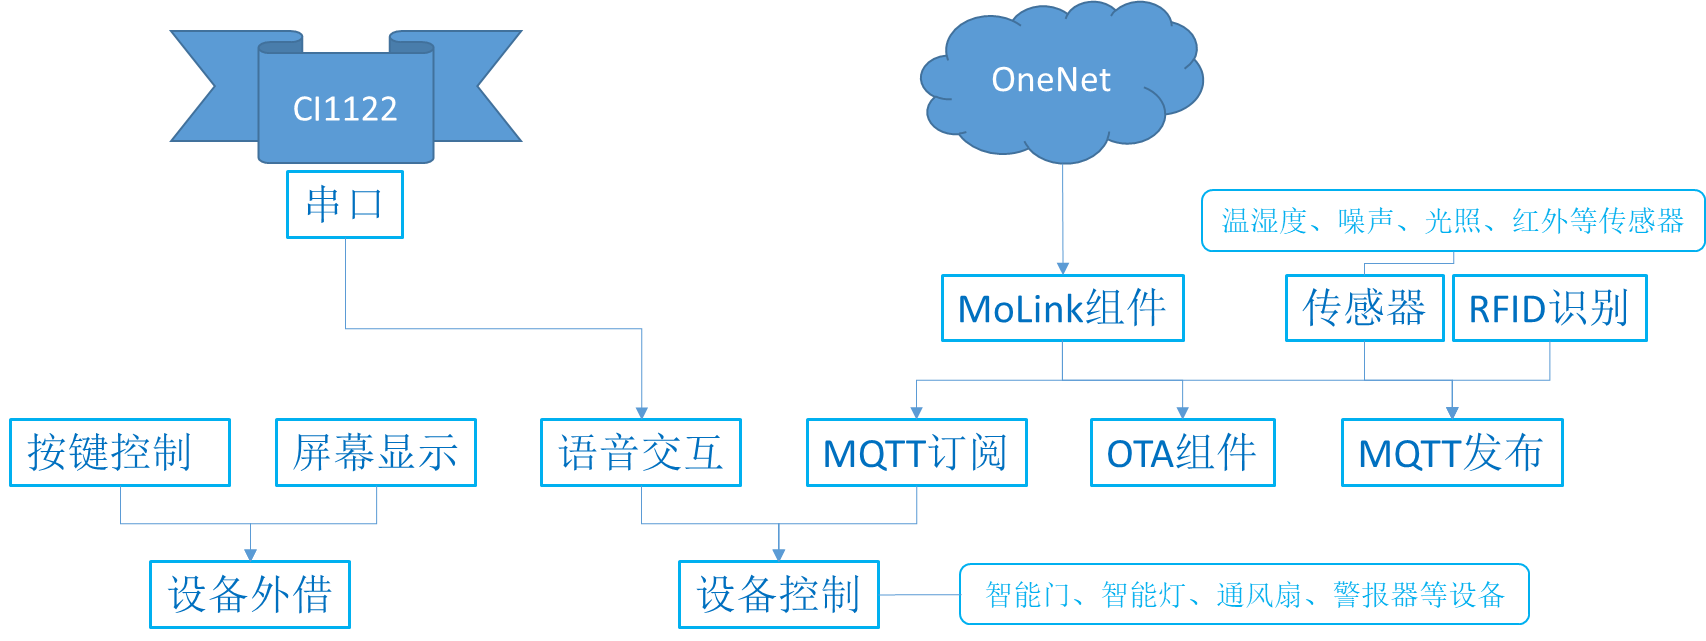 OneNet
CI1122
串口
温湿度、噪声、光照、红外等传感器
MoLink组件
传感器
RFID识别
按键控制
屏幕显示
语音交互
MQTT订阅
OTA组件
MQTT发布
设备外借
设备控制
智能门、智能灯、通风扇、警报器等设备